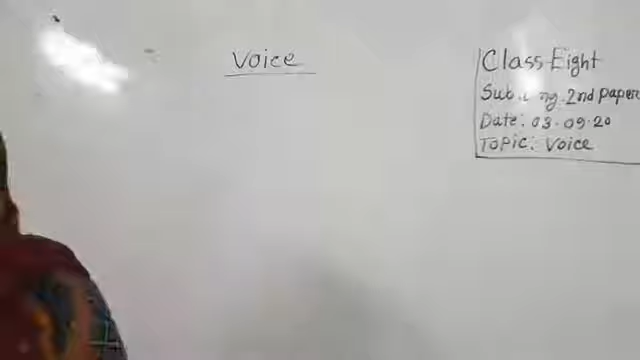 Voice
Class Eight
Sub: Eng. 2nd paper
Date: 03.09.20
Topic: Voice